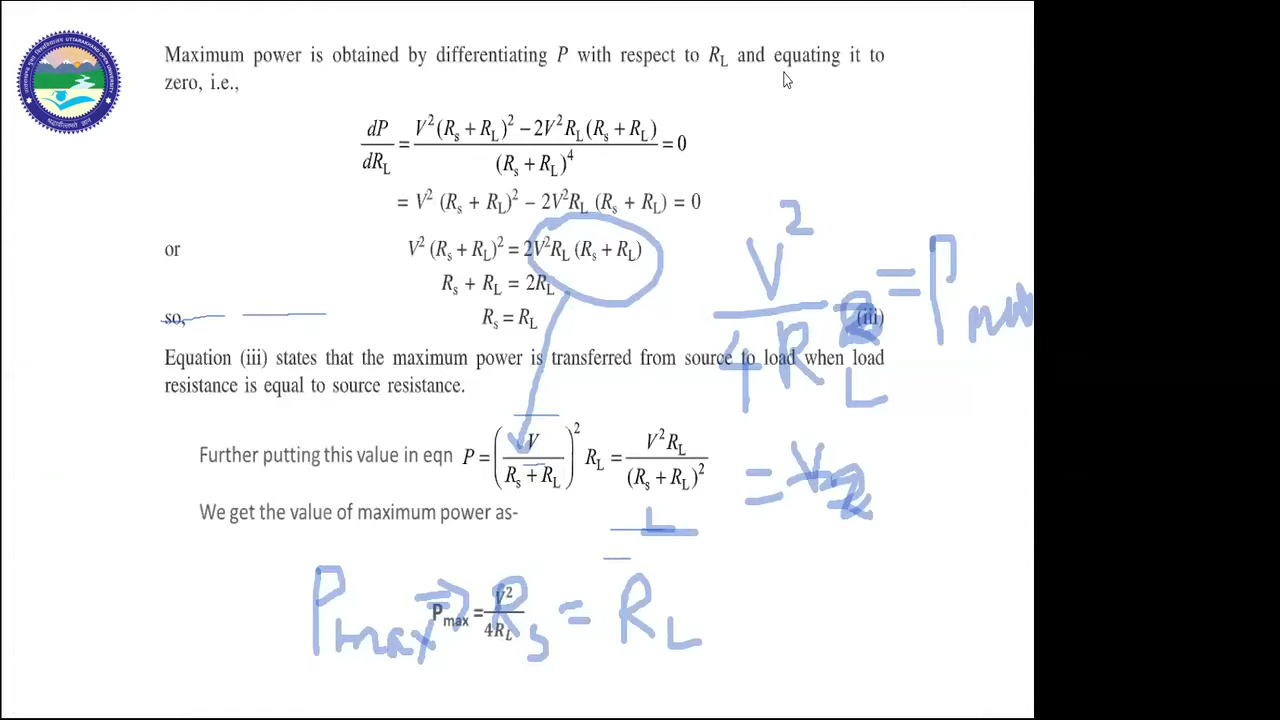 Maximum power is obtained by differentiating P with respect to R_L and equating it to
zero, i.e.,
dP/dR_L = (V²(R_s + R_L)² − 2V²R_L(R_s + R_L))/(R_s + R_L)⁴ = 0
= V² (R_s + R_L)² − 2V²R_L (R_s + R_L) = 0
or V² (R_s + R_L)² = 2V²R_L (R_s + R_L)
R_s + R_L = 2R_L
so, R_s = R_L (iii)
V²/4R_L = P
Equation (iii) states that the maximum power is transferred from source to load when load
resistance is equal to source resistance.
Further putting this value in eqn P = (V/(R_s + R_L))² R_L = V²R_L/(R_s + R_L)²
We get the value of maximum power as-
P_max = V²/4R_L
P_max ⇒ R_s = R_L